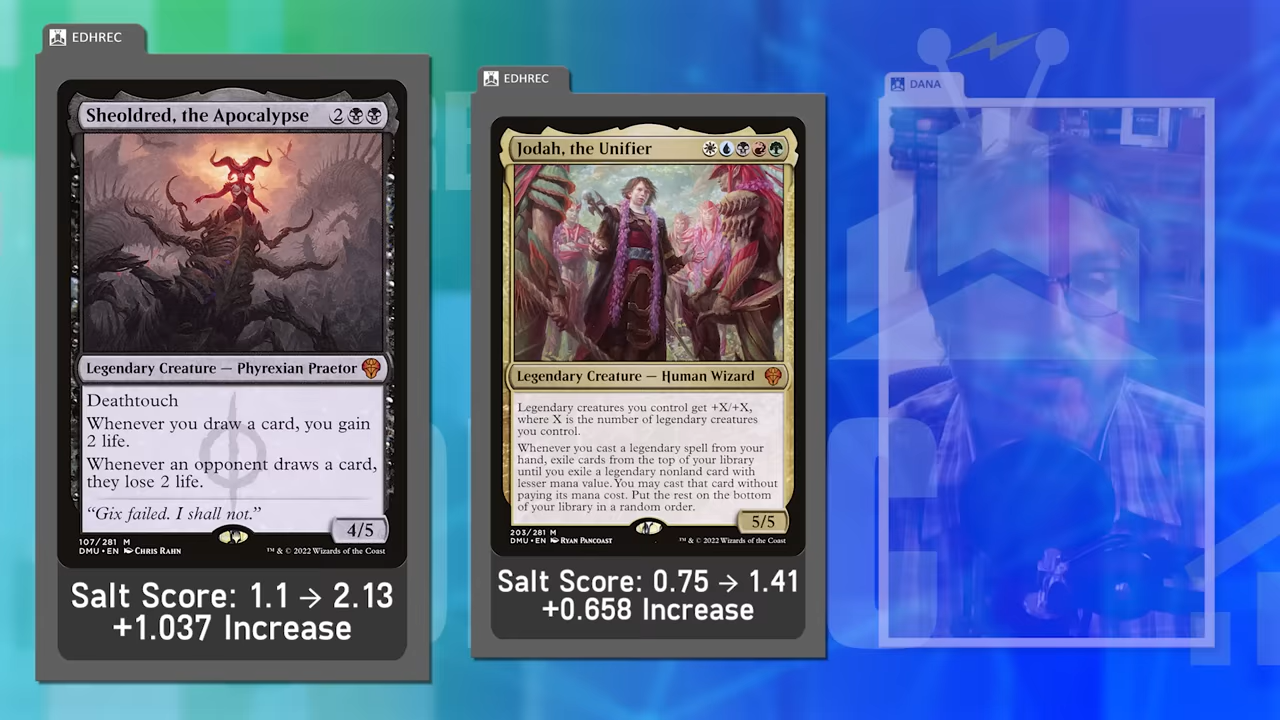 EDHREC
Sheoldred, the Apocalypse 2
Legendary Creature — Phyrexian Praetor
Deathtouch
Whenever you draw a card, you gain
2 life.
Whenever an opponent draws a card,
they lose 2 life.
“Gix failed. I shall not.”
4/5
107/281 M
DMU • EN Chris Rahn
™ & © 2022 Wizards of the Coast
Salt Score: 1.1 → 2.13
+1.037 Increase
EDHREC
Jodah, the Unifier
Legendary Creature — Human Wizard
Legendary creatures you control get +X/+X,
where X is the number of legendary creatures
you control.
Whenever you cast a legendary spell from your
hand, exile cards from the top of your library
until you exile a legendary nonland card with
lesser mana value. You may cast that card without
paying its mana cost. Put the rest on the bottom
of your library in a random order.
5/5
203/281 M
DMU • EN Ryan Pancoast
™ & © 2022 Wizards of the Coast
Salt Score: 0.75 → 1.41
+0.658 Increase
DANA